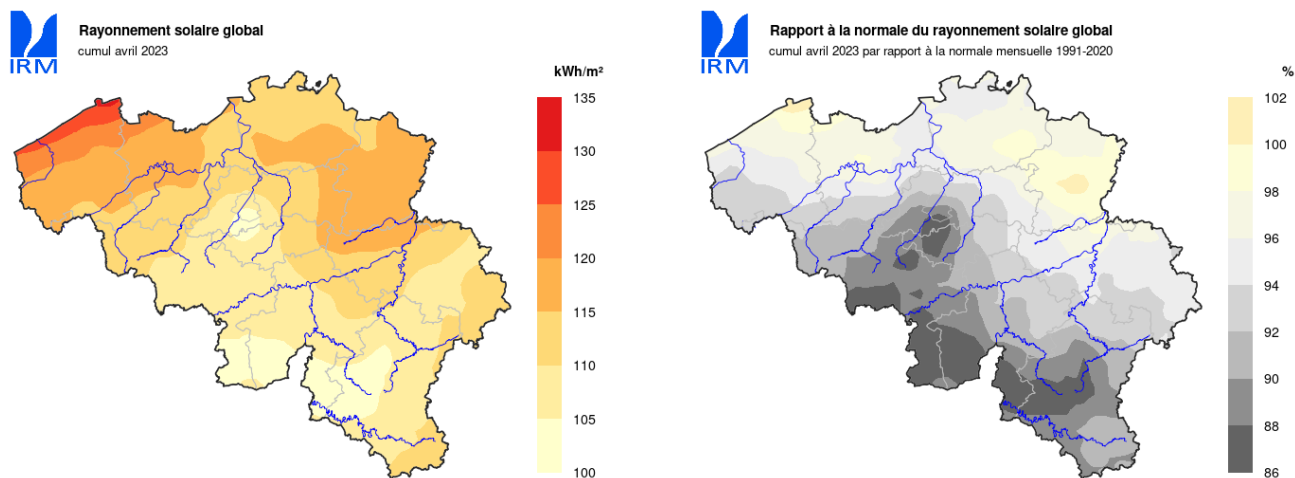 IRM
Rayonnement solaire global
cumul avril 2023
kWh/m²
135
130
125
120
115
110
105
100
IRM
Rapport à la normale du rayonnement solaire global
cumul avril 2023 par rapport à la normale mensuelle 1991-2020
%
102
100
98
96
94
92
90
88
86